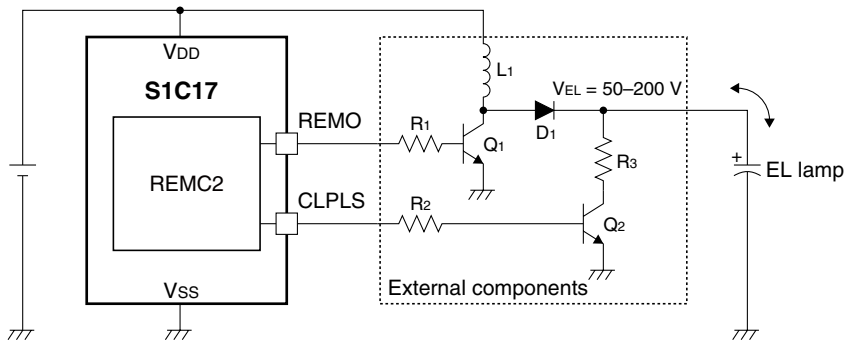 VDD
S1C17
REMC2
VSS
REMO
CLPLS
R1
R2
L1
Q1
D1
VEL = 50–200 V
R3
Q2
External components
+
EL lamp